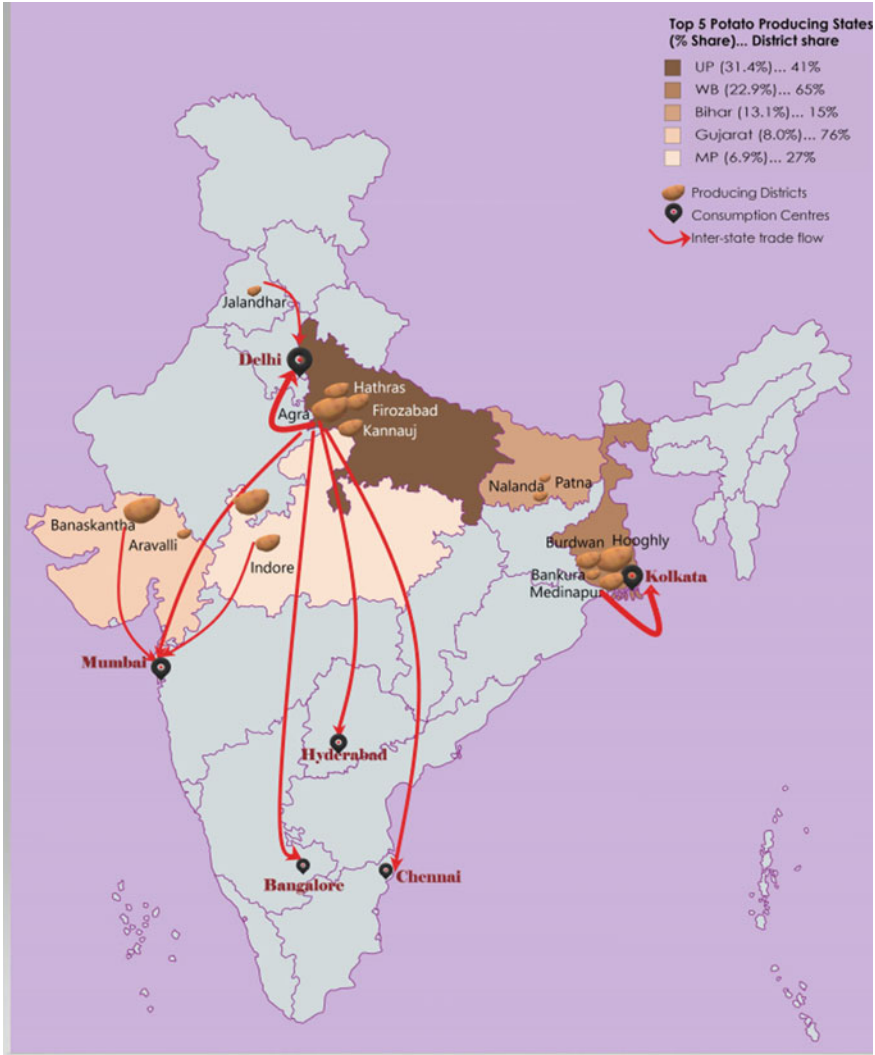 Top 5 Potato Producing States
(% Share)... District share
UP (31.4%)... 41%
WB (22.9%)... 65%
Bihar (13.1%)... 15%
Gujarat (8.0%)... 76%
MP (6.9%)... 27%
Producing Districts
Consumption Centres
Inter-state trade flow
Jalandhar
Delhi
Hathras
Agra
Firozabad
Kannauj
Nalanda
Patna
Banaskantha
Aravalli
Indore
Burdwan
Hooghly
Bankura
Kolkata
Medinapur
Mumbai
Hyderabad
Bangalore
Chennai